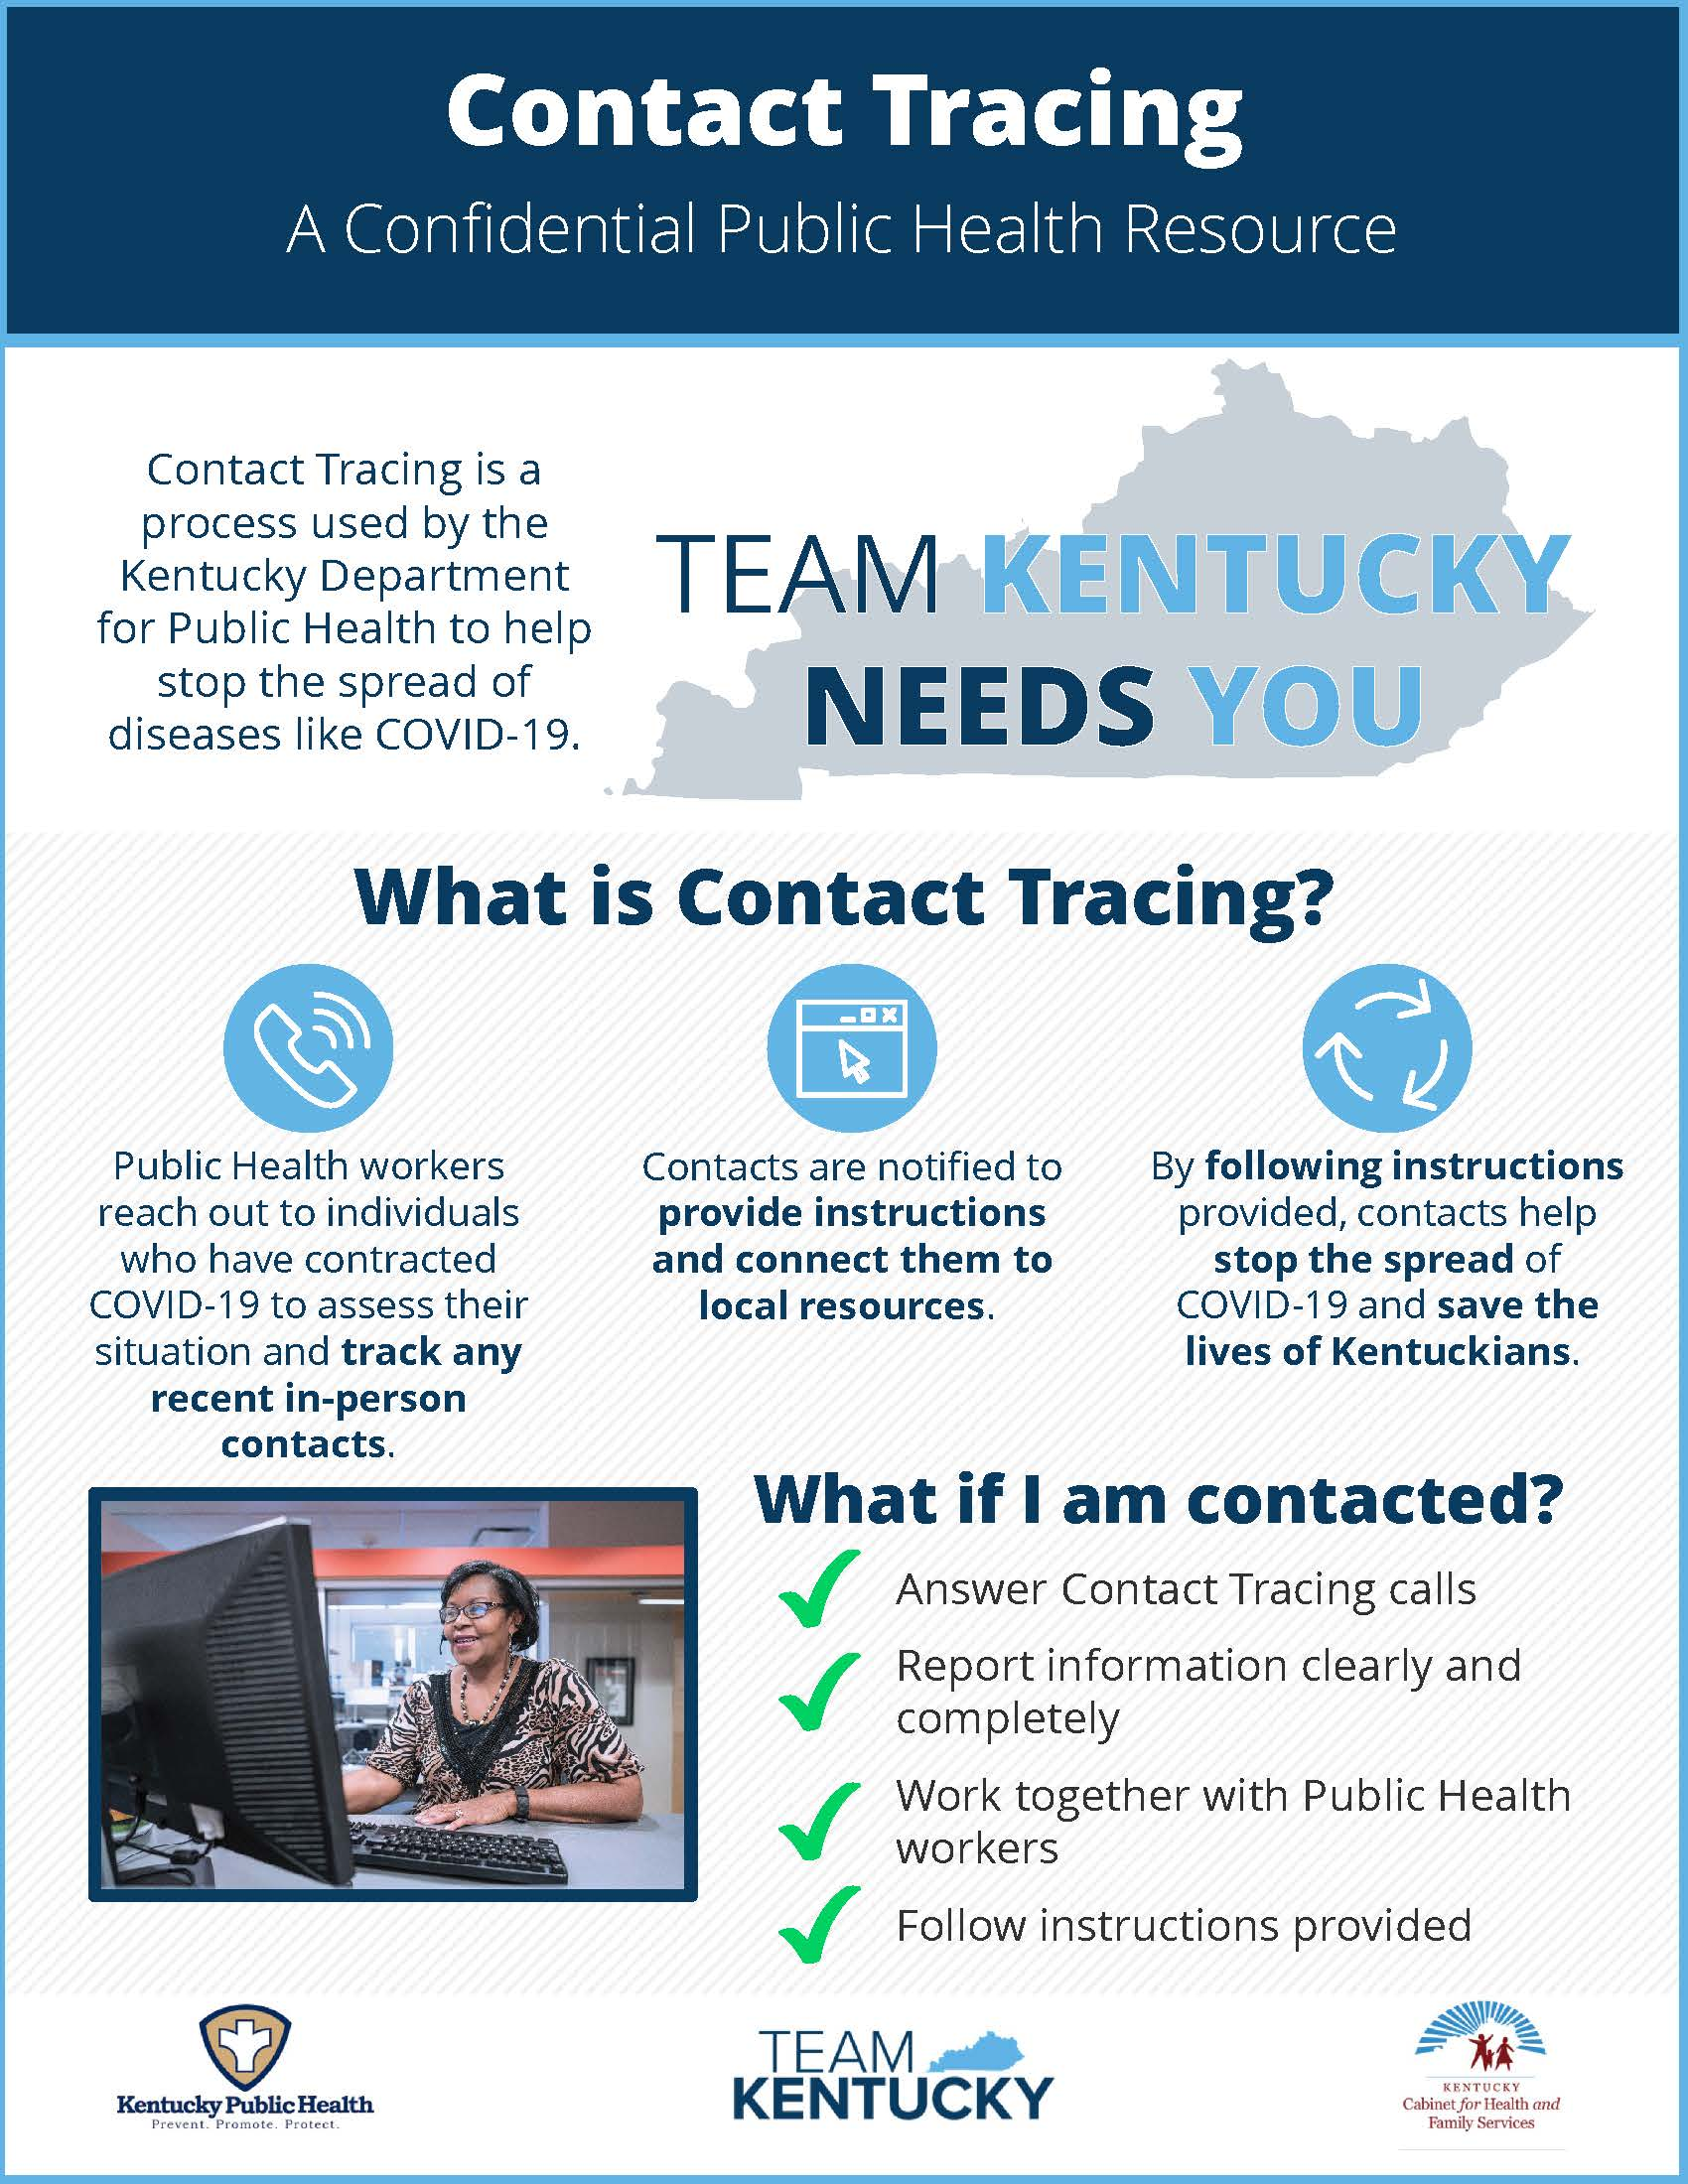 Contact Tracing
A Confidential Public Health Resource
Contact Tracing is a
process used by the
Kentucky Department
for Public Health to help
stop the spread of
diseases like COVID-19.
TEAM KENTUCKY
NEEDS YOU
What is Contact Tracing?
Public Health workers
reach out to individuals
who have contracted
COVID-19 to assess their
situation and track any
recent in-person
contacts.
Contacts are notified to
provide instructions
and connect them to
local resources.
By following instructions
provided, contacts help
stop the spread of
COVID-19 and save the
lives of Kentuckians.
What if I am contacted?
Answer Contact Tracing calls
Report information clearly and
completely
Work together with Public Health
workers
Follow instructions provided
Kentucky Public Health
Prevent. Promote. Protect.
TEAM
KENTUCKY
KENTUCKY
Cabinet for Health and
Family Services